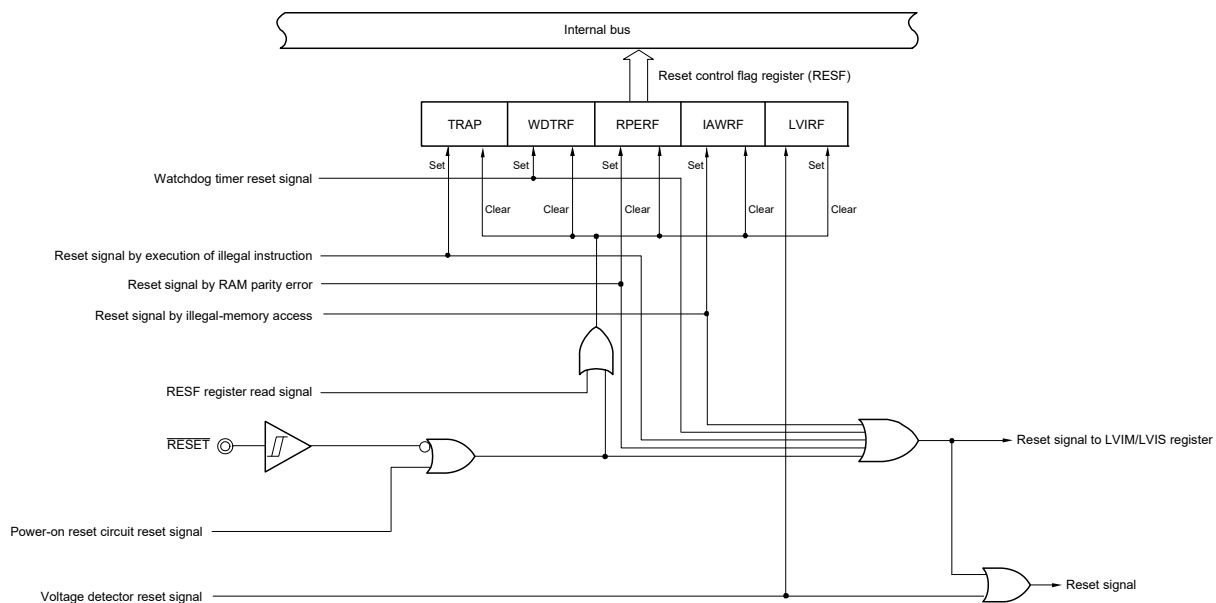 Internal bus
Reset control flag register (RESF)
TRAP WDTRF RPERF IAWRF LVIRF
Set Set Set Set Set
Watchdog timer reset signal
Clear Clear Clear Clear Clear
Reset signal by execution of illegal instruction
Reset signal by RAM parity error
Reset signal by illegal-memory access
RESF register read signal
RESET
Reset signal to LVIM/LVIS register
Power-on reset circuit reset signal
Reset signal
Voltage detector reset signal